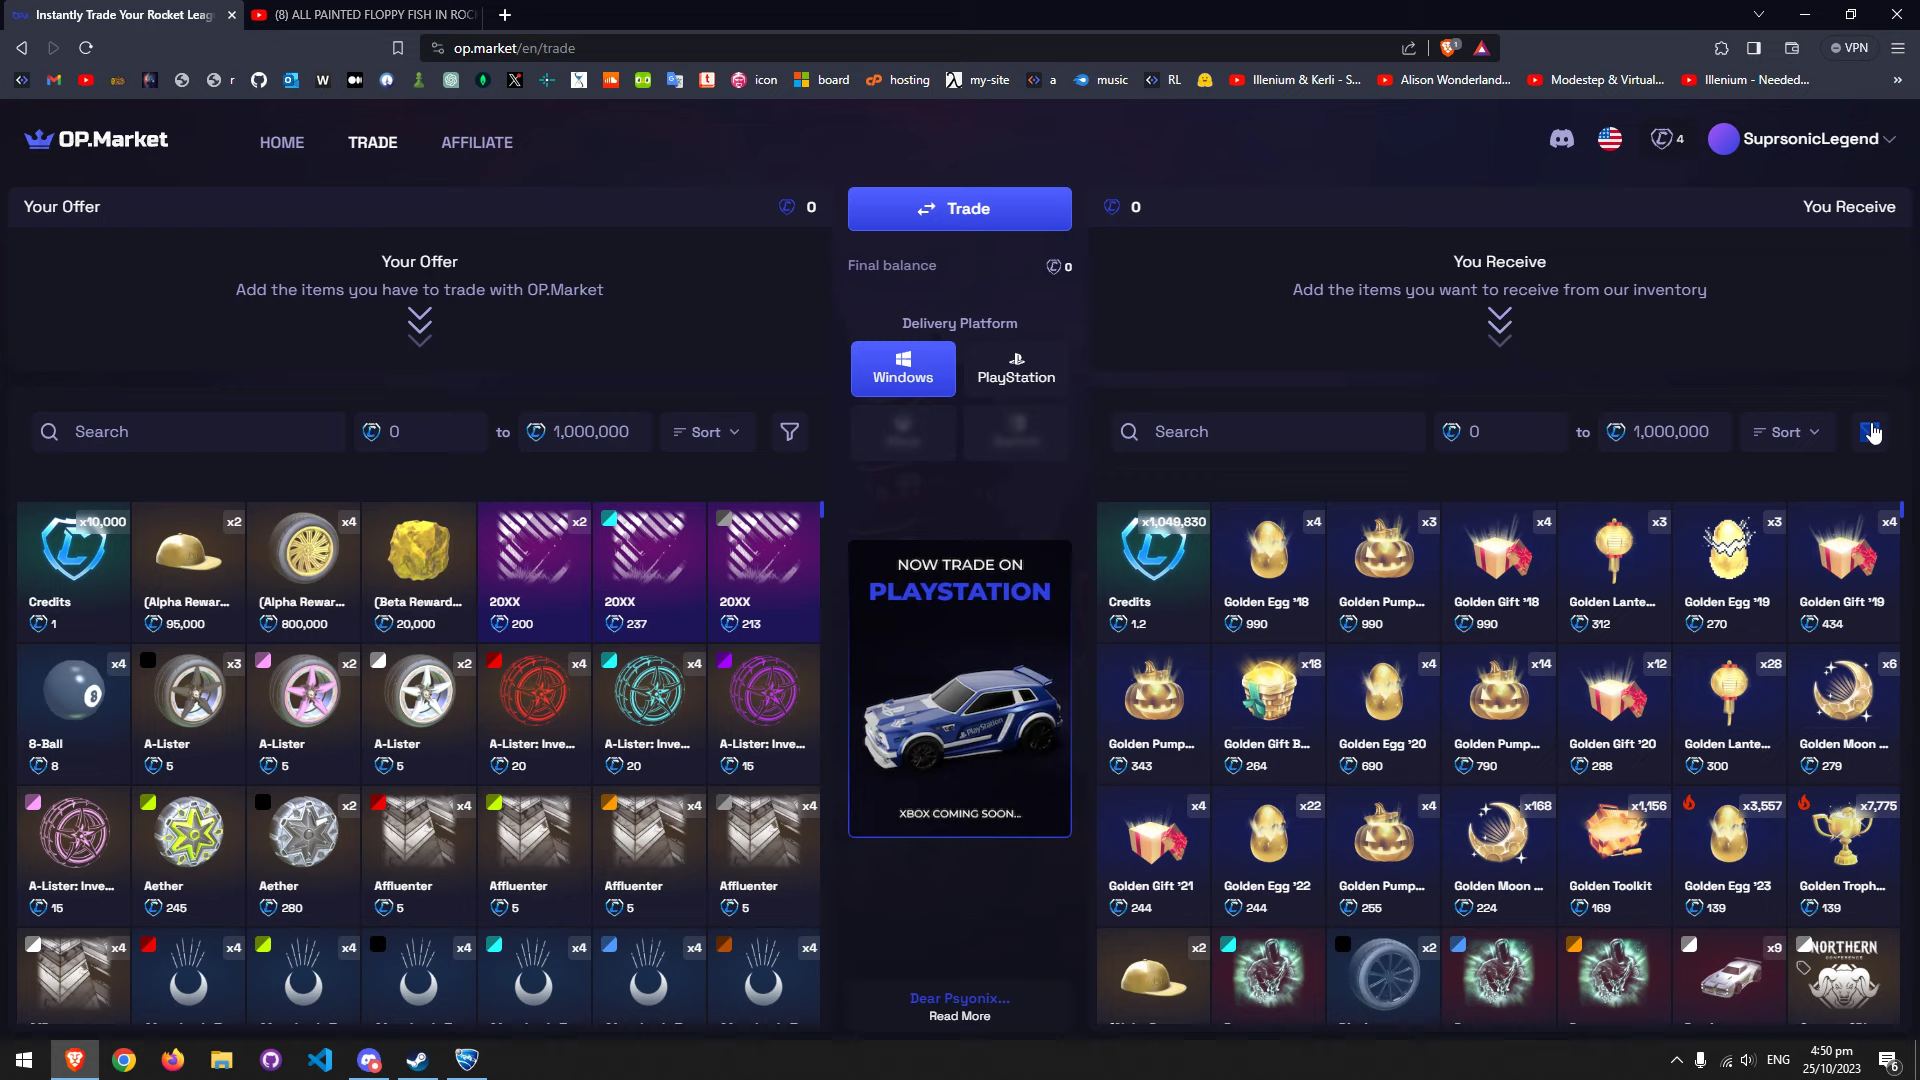 Instantly Trade Your Rocket Leag
(8) ALL PAINTED FLOPPY FISH IN ROC
op.market/en/trade
VPN
r
W
icon
board
hosting
my-site
a
music
RL
Illenium & Kerli - S...
Alison Wonderland...
Modestep & Virtual...
Illenium - Needed...
OP.Market
HOME
TRADE
AFFILIATE
4
SuprsonicLegend
Your Offer
0
Trade
0
You Receive
Final balance
0
Your Offer
Add the items you have to trade with OP.Market
You Receive
Add the items you want to receive from our inventory
Delivery Platform
Windows
PlayStation
Search
0
to
1,000,000
Sort
Search
0
to
1,000,000
Sort
x10,000
x2
x4
x2
Credits
(Alpha Rewar...
(Alpha Rewar...
(Beta Reward...
20XX
20XX
20XX
1
95,000
800,000
20,000
200
237
213
x4
x3
x2
x2
x4
x4
x4
8-Ball
A-Lister
A-Lister
A-Lister
A-Lister: Inve...
A-Lister: Inve...
A-Lister: Inve...
8
5
5
5
20
20
15
x2
x4
x4
x4
x4
A-Lister: Inve...
Aether
Aether
Affluenter
Affluenter
Affluenter
Affluenter
15
245
280
5
5
5
5
x4
x4
x4
x4
x4
x4
x4
NOW TRADE ON
PLAYSTATION
PlayStation
XBOX COMING SOON...
Dear Psyonix...
Read More
x1,049,830
x4
x3
x4
x3
x3
x4
Credits
Golden Egg '18
Golden Pump...
Golden Gift '18
Golden Lante...
Golden Egg '19
Golden Gift '19
1.2
990
990
990
312
270
434
x3
x18
x4
x14
x12
x28
x6
Golden Pump...
Golden Gift B...
Golden Egg '20
Golden Pump...
Golden Gift '20
Golden Lante...
Golden Moon ...
343
264
690
790
288
300
279
x4
x22
x4
x168
x1,156
x3,557
x7,775
Golden Gift '21
Golden Egg '22
Golden Pump...
Golden Moon ...
Golden Toolkit
Golden Egg '23
Golden Troph...
244
244
255
224
169
139
139
x2
x2
x9
NORTHERN
CONFERENCE
ENG
4:50 pm
25/10/2023
6